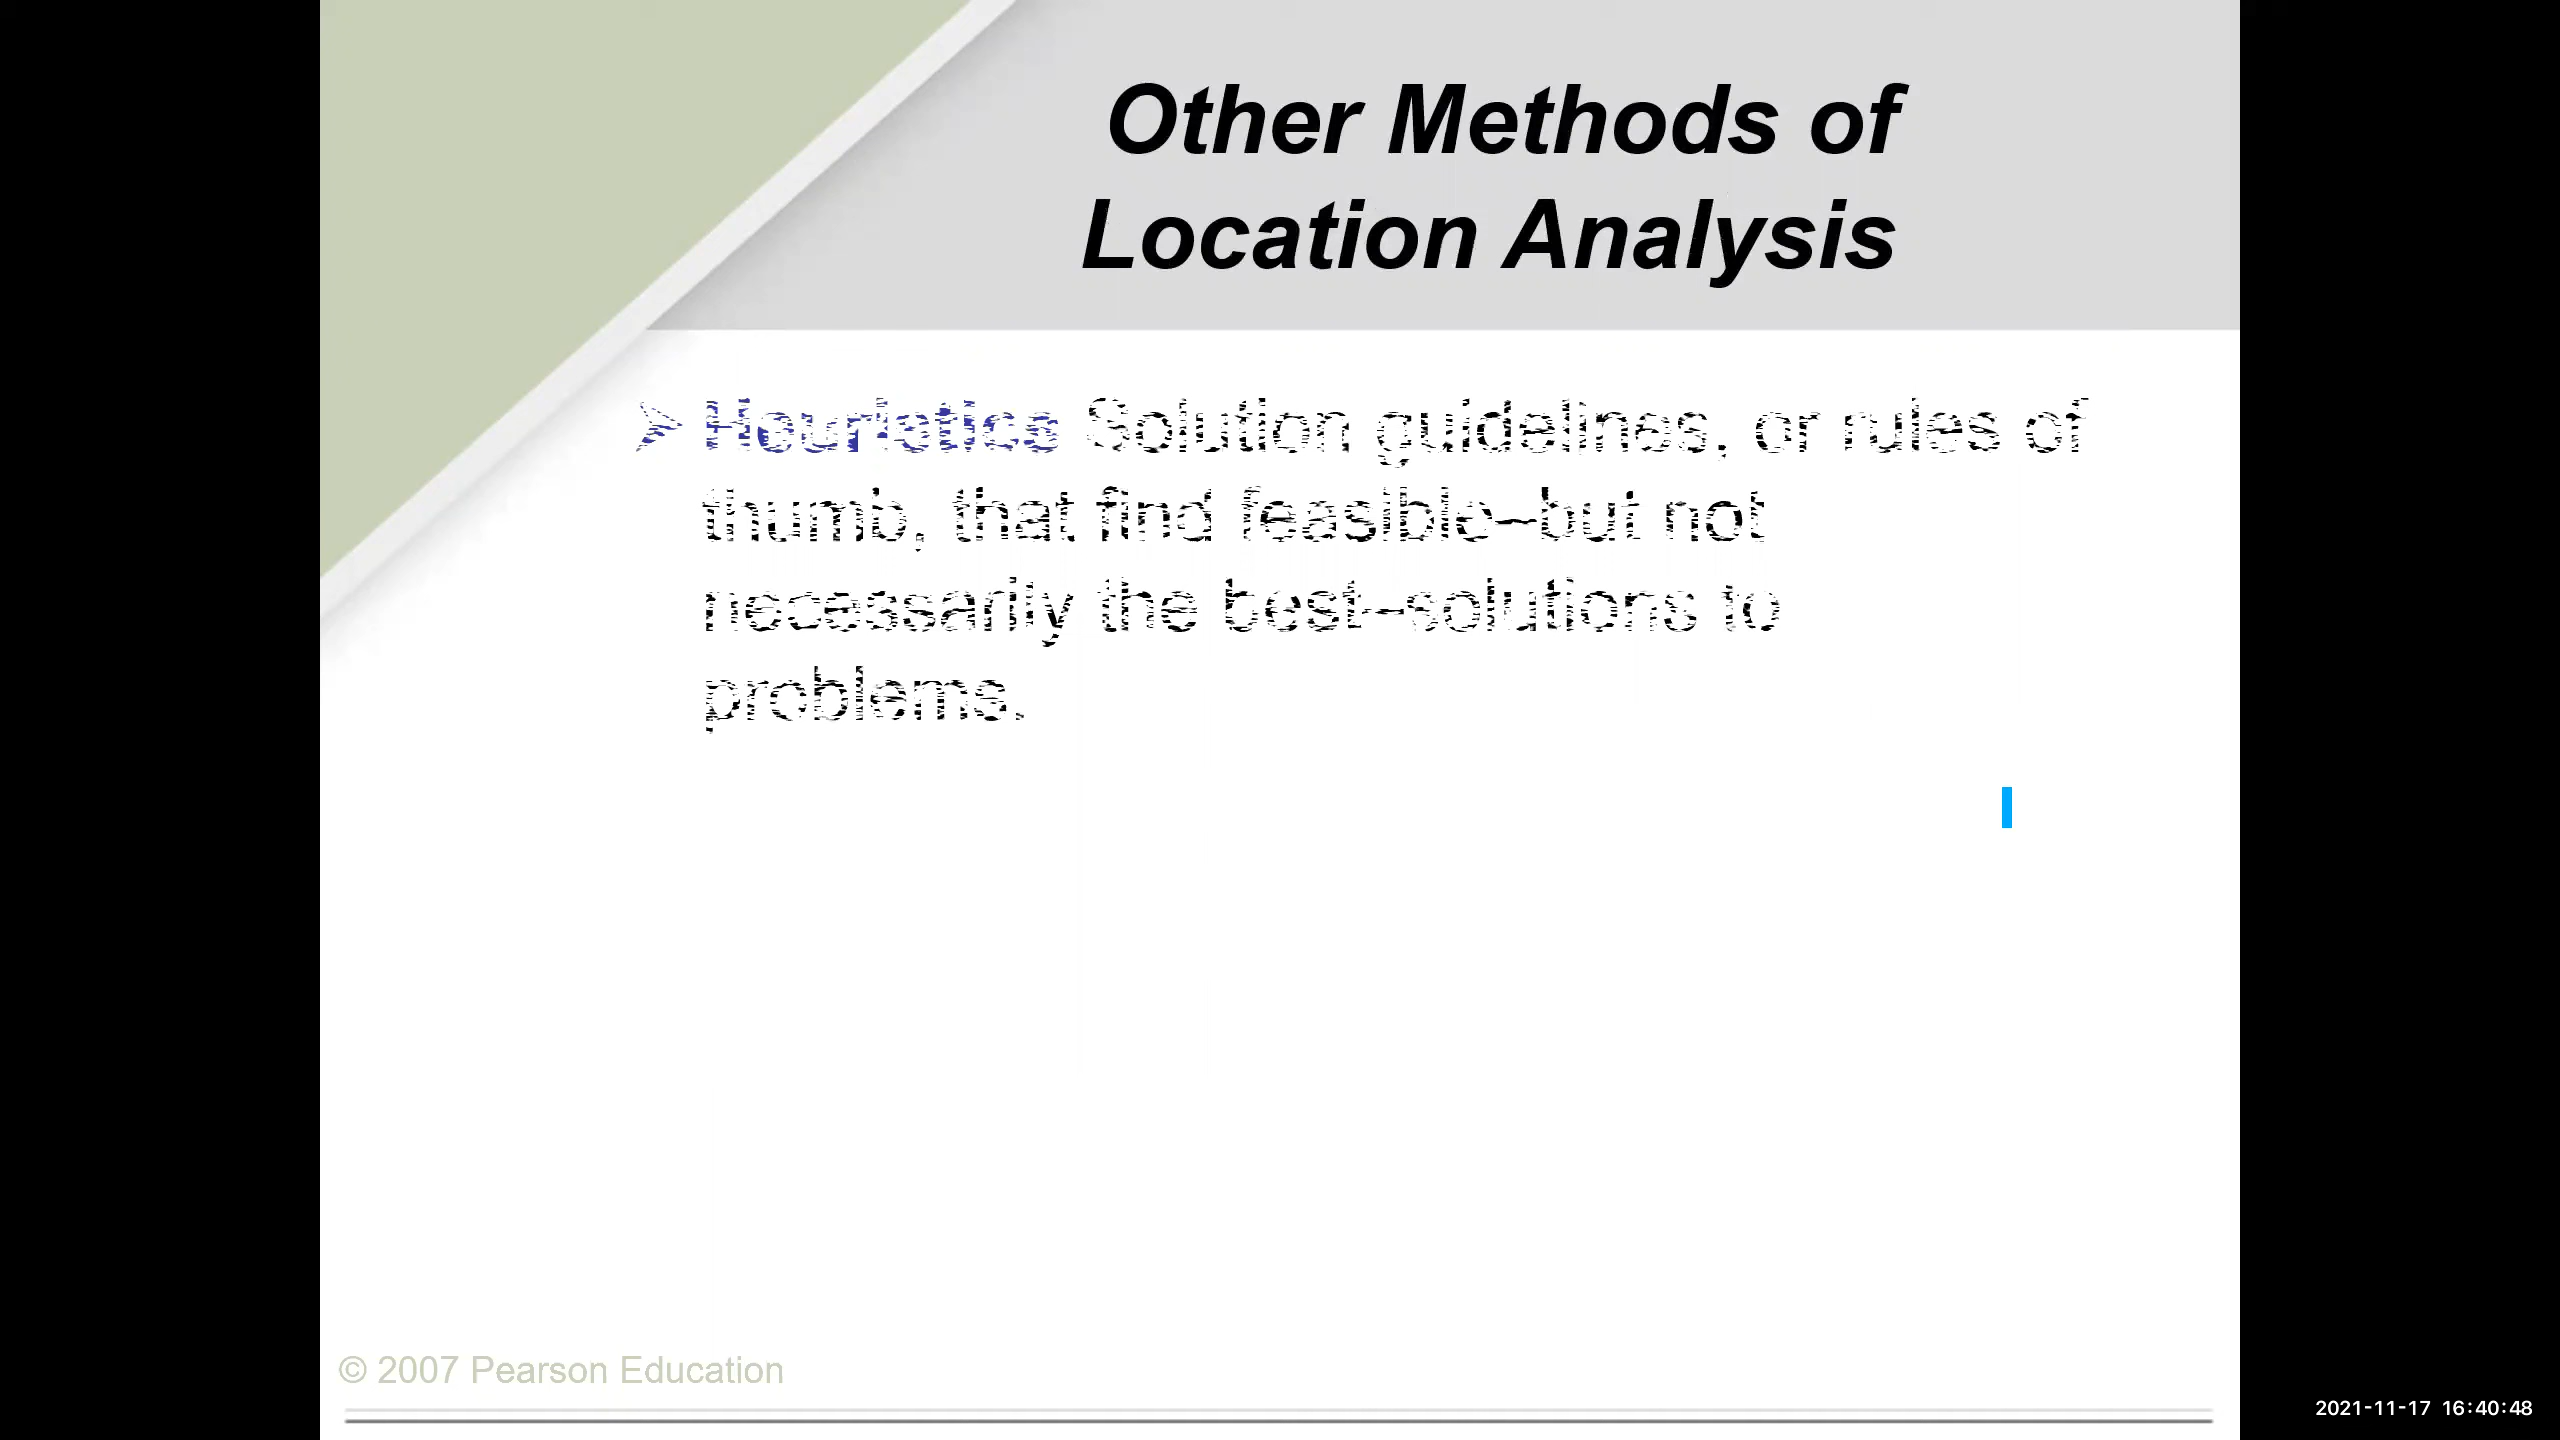 Other Methods of
Location Analysis
➢ Heuristics Solution guidelines, or rules of
thumb, that find feasible—but not
necessarily the best—solutions to
problems.
© 2007 Pearson Education
2021-11-17 16:40:48